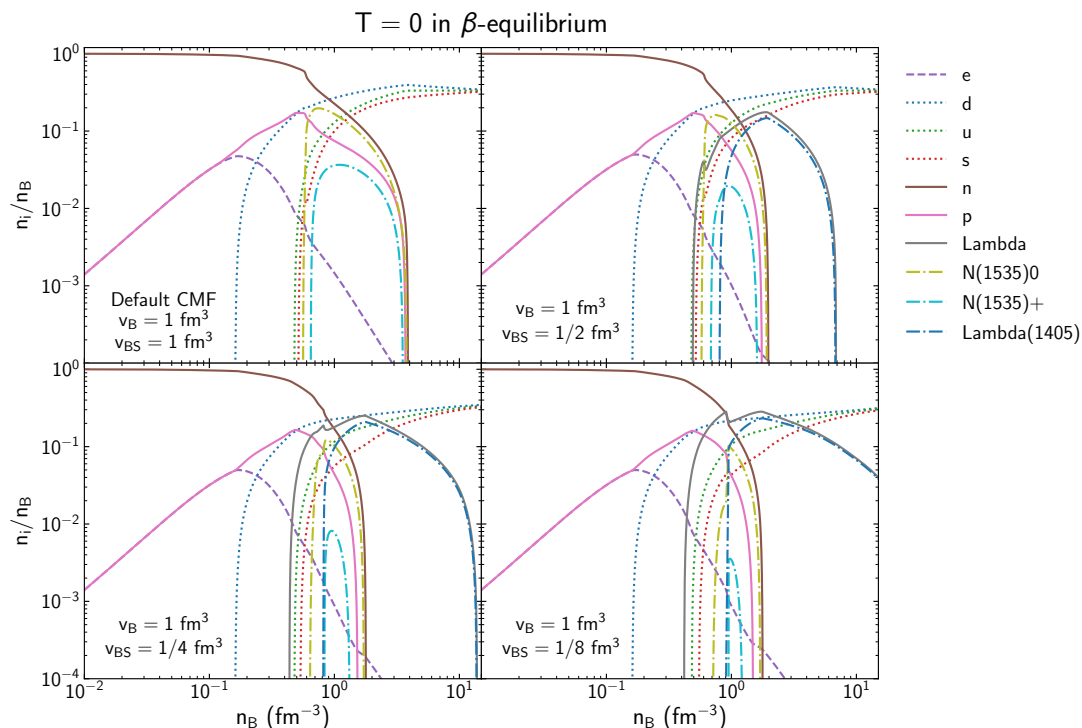 T = 0 in β-equilibrium
n_i/n_B
10^0
10^-1
10^-2
10^-3
Default CMF
v_B = 1 fm^3
v_BS = 1 fm^3
v_B = 1 fm^3
v_BS = 1/2 fm^3
e
d
u
s
n
p
Lambda
N(1535)0
N(1535)+
Lambda(1405)
n_i/n_B
10^0
10^-1
10^-2
10^-3
10^-4
v_B = 1 fm^3
v_BS = 1/4 fm^3
v_B = 1 fm^3
v_BS = 1/8 fm^3
10^-2 10^-1 10^0 10^1
10^-1 10^0 10^1
n_B (fm^-3)
n_B (fm^-3)